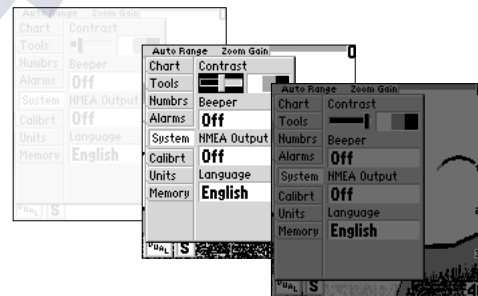 Auto Range Zoom Gain
Chart Contrast
Tools
Numbrs Beeper
Alarms Off
System NMEA Output
Calibrt Off
Units Language
Memory English
DUAL S
Auto Range Zoom Gain
Chart Contrast
Tools
Numbrs Beeper
Alarms Off
System NMEA Output
Calibrt Off
Units Language
Memory English
DUAL S
Auto Range Zoom Gain
Chart Contrast
Tools
Numbrs Beeper
Alarms Off
System NMEA Output
Calibrt Off
Units Language
Memory English
DUAL S